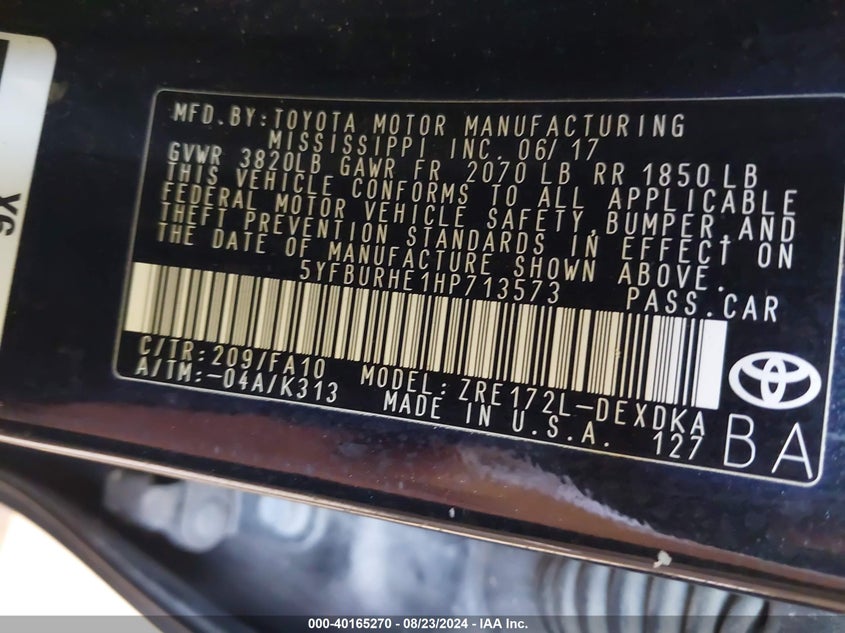 MFD.BY:TOYOTA MOTOR MANUFACTURING
MISSISSIPPI INC. 06/17
GVWR 3820LB GAWR FR 2070 LB RR 1850 LB
THIS VEHICLE CONFORMS TO ALL APPLICABLE
FEDERAL MOTOR VEHICLE SAFETY,BUMPER,AND
THEFT PREVENTION STANDARDS IN EFFECT ON
THE DATE OF MANUFACTURE SHOWN ABOVE.
5YFBURHE1HP713573 PASS.CAR
C/TR:209/FA10 MODEL:ZRE172L-DEXDKA
A/TM:-04A/K313 MADE IN U.S.A. 127
BA
000-40165270 - 08/23/2024 - IAA Inc.